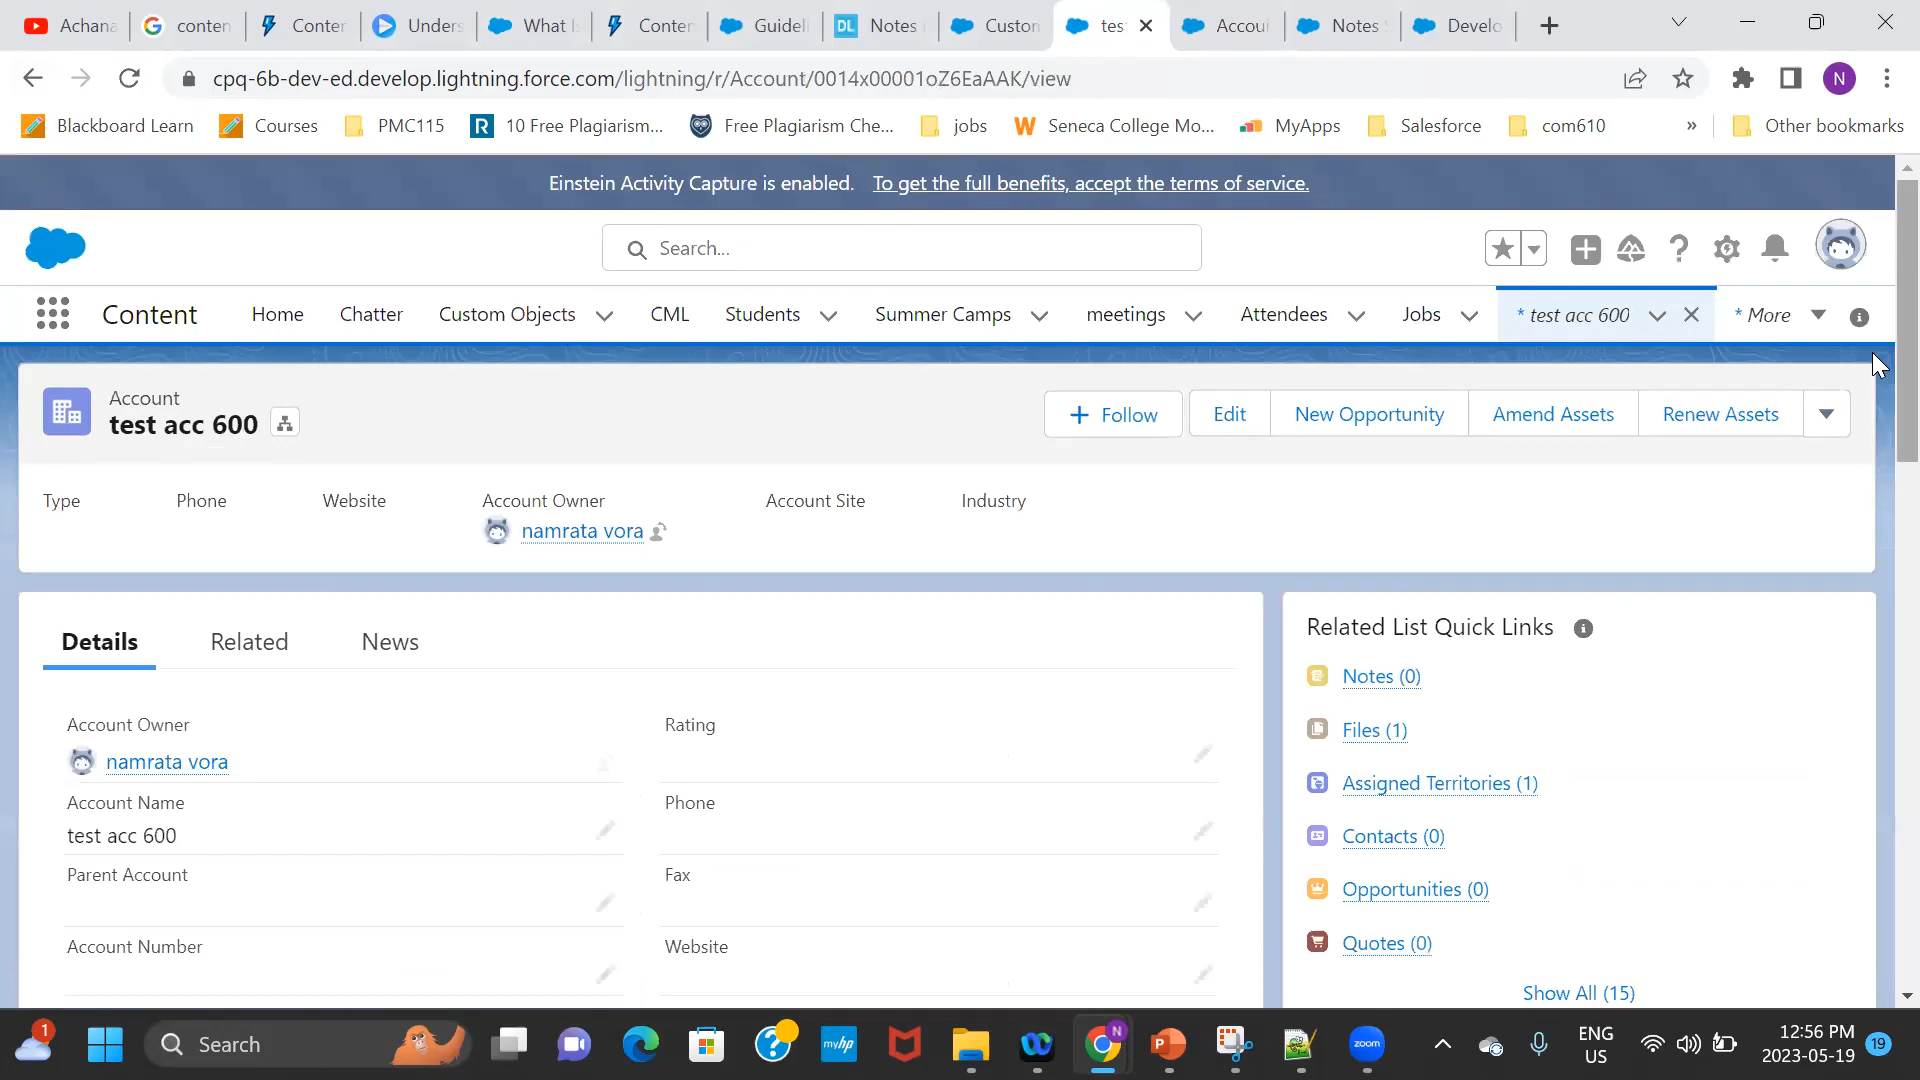 Achana
conten
Conter
Unders
What I
Conter
Guideli
DL
Notes
Custon
tes
Accoui
Notes
Develo
cpq-6b-dev-ed.develop.lightning.force.com/lightning/r/Account/0014x00001oZ6EaAAK/view
N
Blackboard Learn
Courses
PMC115
R 10 Free Plagiarism...
Free Plagiarism Che...
jobs
W Seneca College Mo...
MyApps
Salesforce
com610
»
Other bookmarks
Einstein Activity Capture is enabled. To get the full benefits, accept the terms of service.
Search...
Content
Home
Chatter
Custom Objects
CML
Students
Summer Camps
meetings
Attendees
Jobs
* test acc 600
* More
Account
test acc 600
+ Follow
Edit
New Opportunity
Amend Assets
Renew Assets
Type
Phone
Website
Account Owner
Account Site
Industry
namrata vora
Details
Related
News
Account Owner
namrata vora
Rating
Account Name
test acc 600
Phone
Parent Account
Fax
Account Number
Website
Related List Quick Links
Notes (0)
Files (1)
Assigned Territories (1)
Contacts (0)
Opportunities (0)
Quotes (0)
Show All (15)
1
Search
myhp
N
P
zoom
ENG
US
12:56 PM
2023-05-19
19